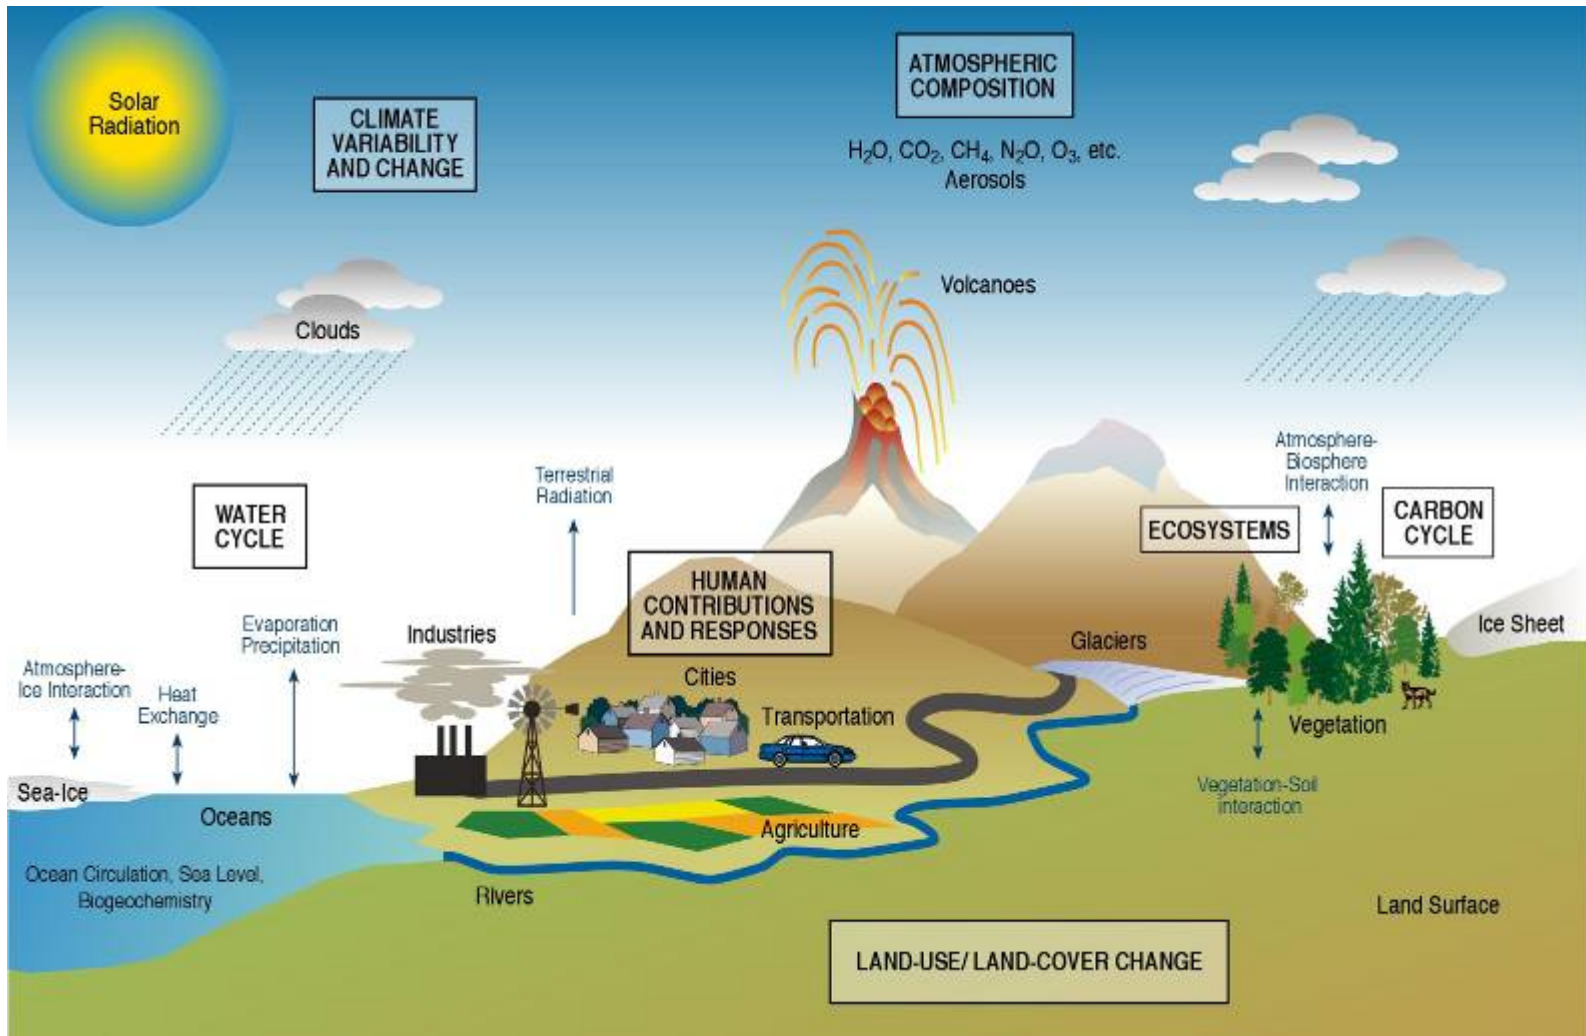 Solar
Radiation
CLIMATE
VARIABILITY
AND CHANGE
ATMOSPHERIC
COMPOSITION
H₂O, CO₂, CH₄, N₂O, O₃, etc.
Aerosols
Volcanoes
Clouds
Atmosphere-
Biosphere
Interaction
Terrestrial
Radiation
WATER
CYCLE
ECOSYSTEMS
CARBON
CYCLE
HUMAN
CONTRIBUTIONS
AND RESPONSES
Evaporation
Precipitation
Industries
Glaciers
Ice Sheet
Atmosphere-
Ice Interaction
Heat
Exchange
Cities
Transportation
Vegetation
Sea-Ice
Oceans
Vegetation-Soil
interaction
Agriculture
Ocean Circulation, Sea Level,
Biogeochemistry
RIvers
Land Surface
LAND-USE/ LAND-COVER CHANGE